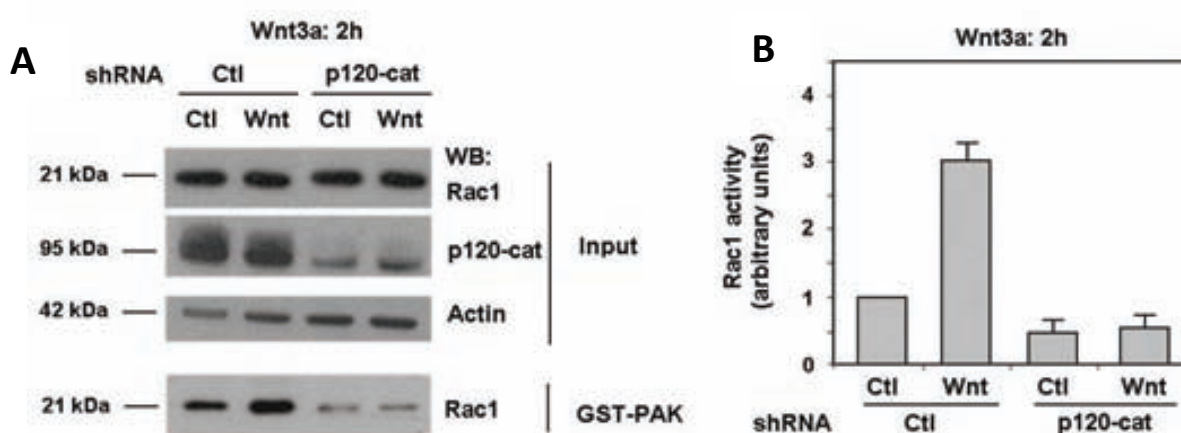 A
Wnt3a: 2h
shRNA Ctl p120-cat
Ctl Wnt Ctl Wnt
WB:
21 kDa Rac1
95 kDa p120-cat
42 kDa Actin
Input
21 kDa Rac1 GST-PAK
B
Wnt3a: 2h
Rac1 activity
(arbitrary units)
4
3
2
1
0
Ctl Wnt Ctl Wnt
shRNA Ctl p120-cat